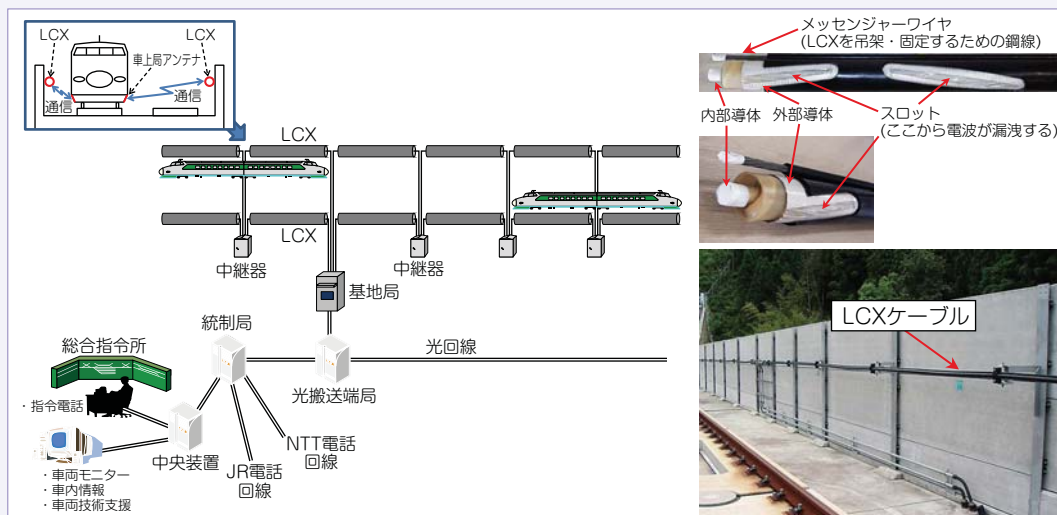 LCX
LCX
車上局アンテナ
通信
通信
LCX
LCX
中継器
中継器
基地局
統制局
光回線
総合指令所
光搬送端局
・指令電話
中央装置
NTT電話
回線
JR電話
回線
・車両モニター
・車内情報
・車両技術支援
メッセンジャーワイヤ
(LCXを吊架・固定するための鋼線)
内部導体
外部導体
スロット
(ここから電波が漏洩する)
LCXケーブル